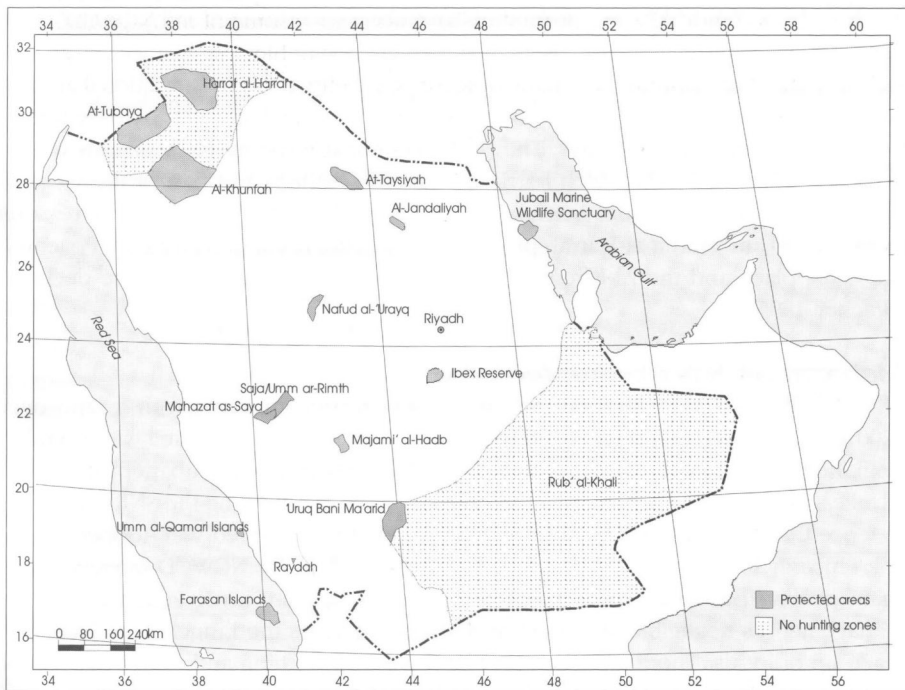 34 36 38 40 42 44 46 48 50 52 54 56 58 60
32
30
28
26
24
22
20
18
16
Harrat al-Harrah
At-Tubayq
Al-Khunfah
At-Taysiyah
Al-Jandaliyah
Jubail Marine
Wildlife Sanctuary
Arabian Gulf
Nafud al-'Urayq
Riyadh
Red Sea
Ibex Reserve
Saja/Umm ar-Rimth
Mahazat as-Sayd
Majami' al-Hadb
Rub' al-Khali
'Uruq Bani Ma'arid
Umm al-Qamari Islands
Raydah
Farasan Islands
Protected areas
No hunting zones
0 80 160 240km
34 36 38 40 42 44 46 48 50 52 54 56